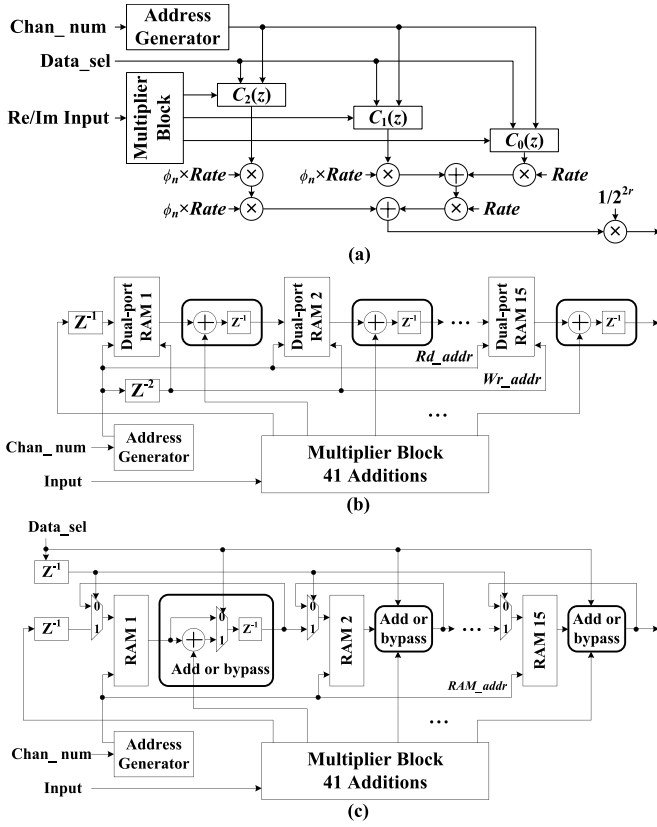 Chan_num
Address
Generator
Data_sel
Re/Im Input
Multiplier
Block
C₂(z)
C₁(z)
C₀(z)
ϕₙ×Rate
×
ϕₙ×Rate
×
+
×
Rate
ϕₙ×Rate
×
+
×
Rate
1/2²ʳ
×
(a)
Z⁻¹
Dual-port
RAM 1
+
Z⁻¹
Dual-port
RAM 2
+
Z⁻¹
...
Dual-port
RAM 15
+
Z⁻¹
Rd_addr
Z⁻²
Wr_addr
...
Chan_num
Address
Generator
Input
Multiplier Block
41 Additions
(b)
Data_sel
Z⁻¹
Z⁻¹
0
1
RAM 1
+
0
1
Z⁻¹
Add or bypass
0
1
RAM 2
Add or
bypass
...
0
1
RAM 15
Add or
bypass
RAM_addr
...
Chan_num
Address
Generator
Input
Multiplier Block
41 Additions
(c)